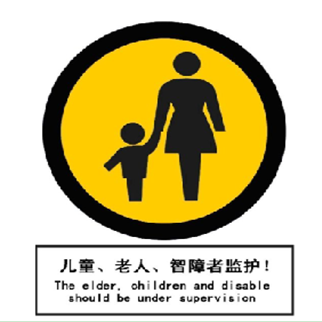 儿童、老人、智障者监护!
The elder, children and disable
should be under supervision